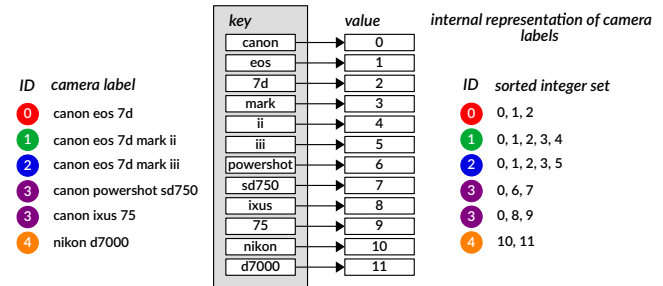 key value
canon 0
eos 1
7d 2
mark 3
ii 4
iii 5
powershot 6
sd750 7
ixus 8
75 9
nikon 10
d7000 11
ID camera label
0 canon eos 7d
1 canon eos 7d mark ii
2 canon eos 7d mark iii
3 canon powershot sd750
3 canon ixus 75
4 nikon d7000
internal representation of camera
labels
ID sorted integer set
0 0, 1, 2
1 0, 1, 2, 3, 4
2 0, 1, 2, 3, 5
3 0, 6, 7
3 0, 8, 9
4 10, 11